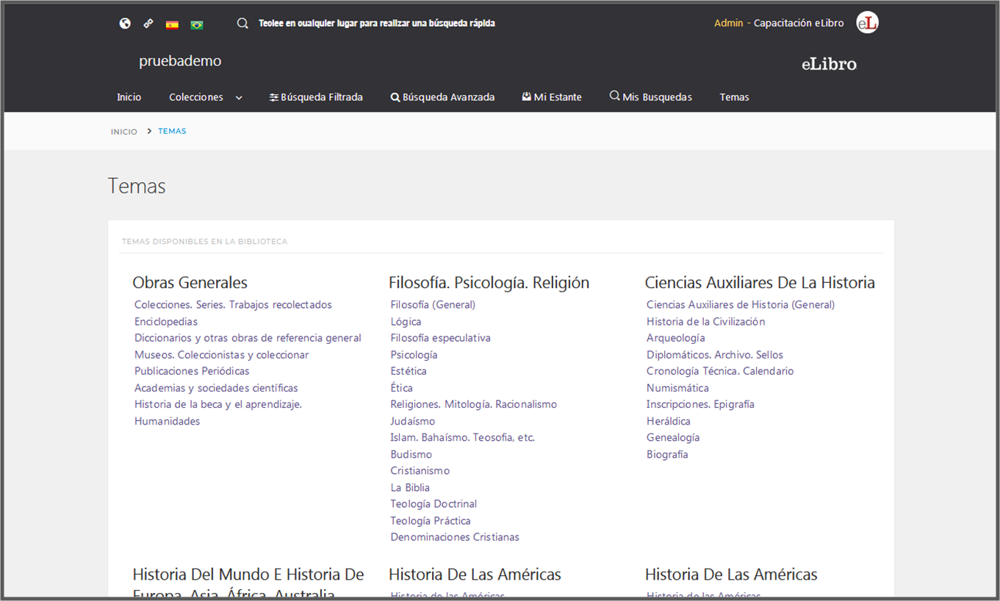 Teolee en oualquier lugar para realizar una búsqueda rápida
Admin - Capacitación eLibro
eL
pruebademo
eLibro
Inicio
Colecciones
Búsqueda Filtrada
Búsqueda Avanzada
Mi Estante
Mis Busquedas
Temas
INICIO > TEMAS
Temas
TEMAS DISPONIBLES EN LA BIBLIOTECA
Obras Generales
Colecciones. Series. Trabajos recolectados
Enciclopedias
Diccionarios y otras obras de referencia general
Museos. Coleccionistas y coleccionar
Publicaciones Periódicas
Academias y sociedades científicas
Historia de la beca y el aprendizaje.
Humanidades
Filosofía. Psicología. Religión
Filosofía (General)
Lógica
Filosofía especulativa
Psicología
Estética
Ética
Religiones. Mitología. Racionalismo
Judaísmo
Islam. Bahaísmo. Teosofia, etc.
Budismo
Cristianismo
La Biblia
Teología Doctrinal
Teología Práctica
Denominaciones Cristianas
Ciencias Auxiliares De La Historia
Ciencias Auxiliares de Historia (General)
Historia de la Civilización
Arqueología
Diplomáticos. Archivo. Sellos
Cronología Técnica. Calendario
Numismática
Inscripciones. Epigrafía
Heráldica
Genealogía
Biografía
Historia Del Mundo E Historia De
Europa, Asia, África, Australia,
Historia De Las Américas
Historia de las Américas
Historia De Las Américas
Historia de las Américas